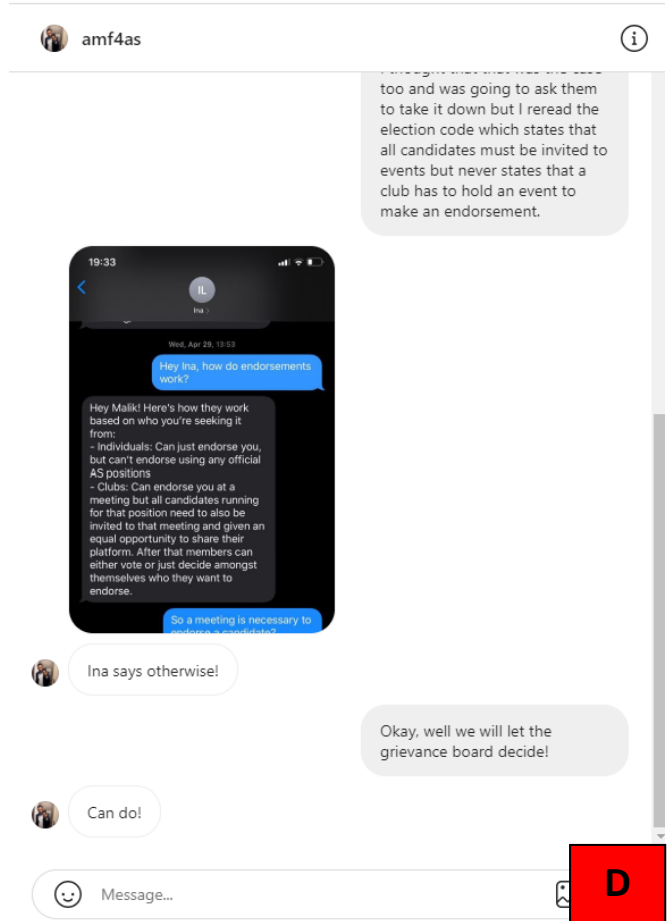 amf4as
I thought that that was the case
too and was going to ask them
to take it down but I reread the
election code which states that
all candidates must be invited to
events but never states that a
club has to hold an event to
make an endorsement.
19:33
IL
Ina >
Wed, Apr 29, 13:53
Hey Ina, how do endorsements
work?
Hey Malik! Here's how they work
based on who you're seeking it
from:
- Individuals: Can just endorse you,
but can't endorse using any official
AS positions
- Clubs: Can endorse you at a
meeting but all candidates running
for that position need to also be
invited to that meeting and given an
equal opportunity to share their
platform. After that members can
either vote or just decide amongst
themselves who they want to
endorse.
So a meeting is necessary to
endorse a candidate?
Ina says otherwise!
Okay, well we will let the
grievance board decide!
Can do!
Message...
D